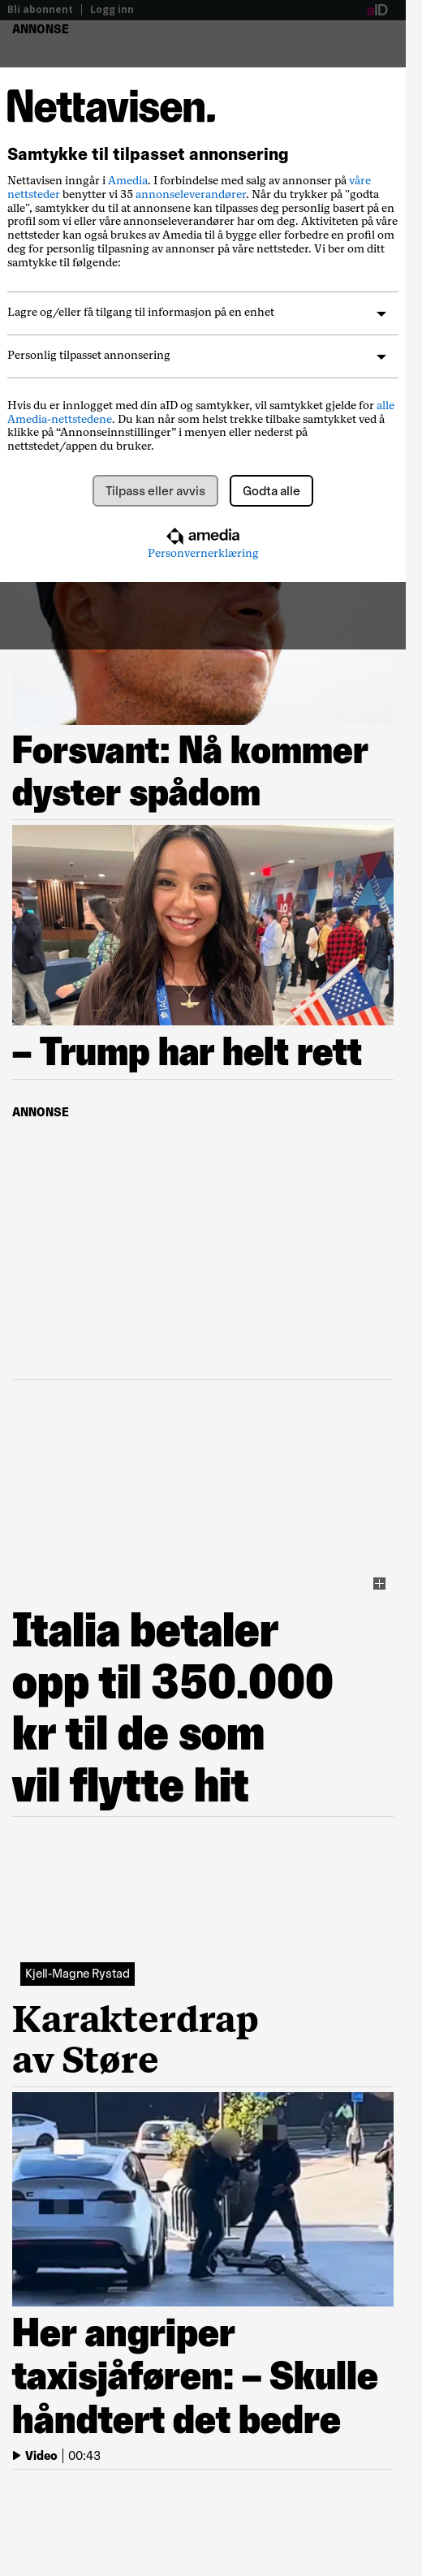 Bli abonnent | Logg inn
aID
ANNONSE
Nettavisen.
Samtykke til tilpasset annonsering
Nettavisen inngår i Amedia. I forbindelse med salg av annonser på våre
nettsteder benytter vi 35 annonseleverandører. Når du trykker på "godta
alle", samtykker du til at annonsene kan tilpasses deg personlig basert på en
profil som vi eller våre annonseleverandører har om deg. Aktiviteten på våre
nettsteder kan også brukes av Amedia til å bygge eller forbedre en profil om
deg for personlig tilpasning av annonser på våre nettsteder. Vi ber om ditt
samtykke til følgende:
Lagre og/eller få tilgang til informasjon på en enhet
Personlig tilpasset annonsering
Hvis du er innlogget med din aID og samtykker, vil samtykket gjelde for alle
Amedia-nettstedene. Du kan når som helst trekke tilbake samtykket ved å
klikke på “Annonseinnstillinger” i menyen eller nederst på
nettstedet/appen du bruker.
Tilpass eller avvis
Godta alle
amedia
Personvernerklæring
Forsvant: Nå kommer
dyster spådom
– Trump har helt rett
ANNONSE
Italia betaler
opp til 350.000
kr til de som
vil flytte hit
Kjell-Magne Rystad
Karakterdrap
av Støre
Her angriper
taxisjåføren: – Skulle
håndtert det bedre
Video | 00:43